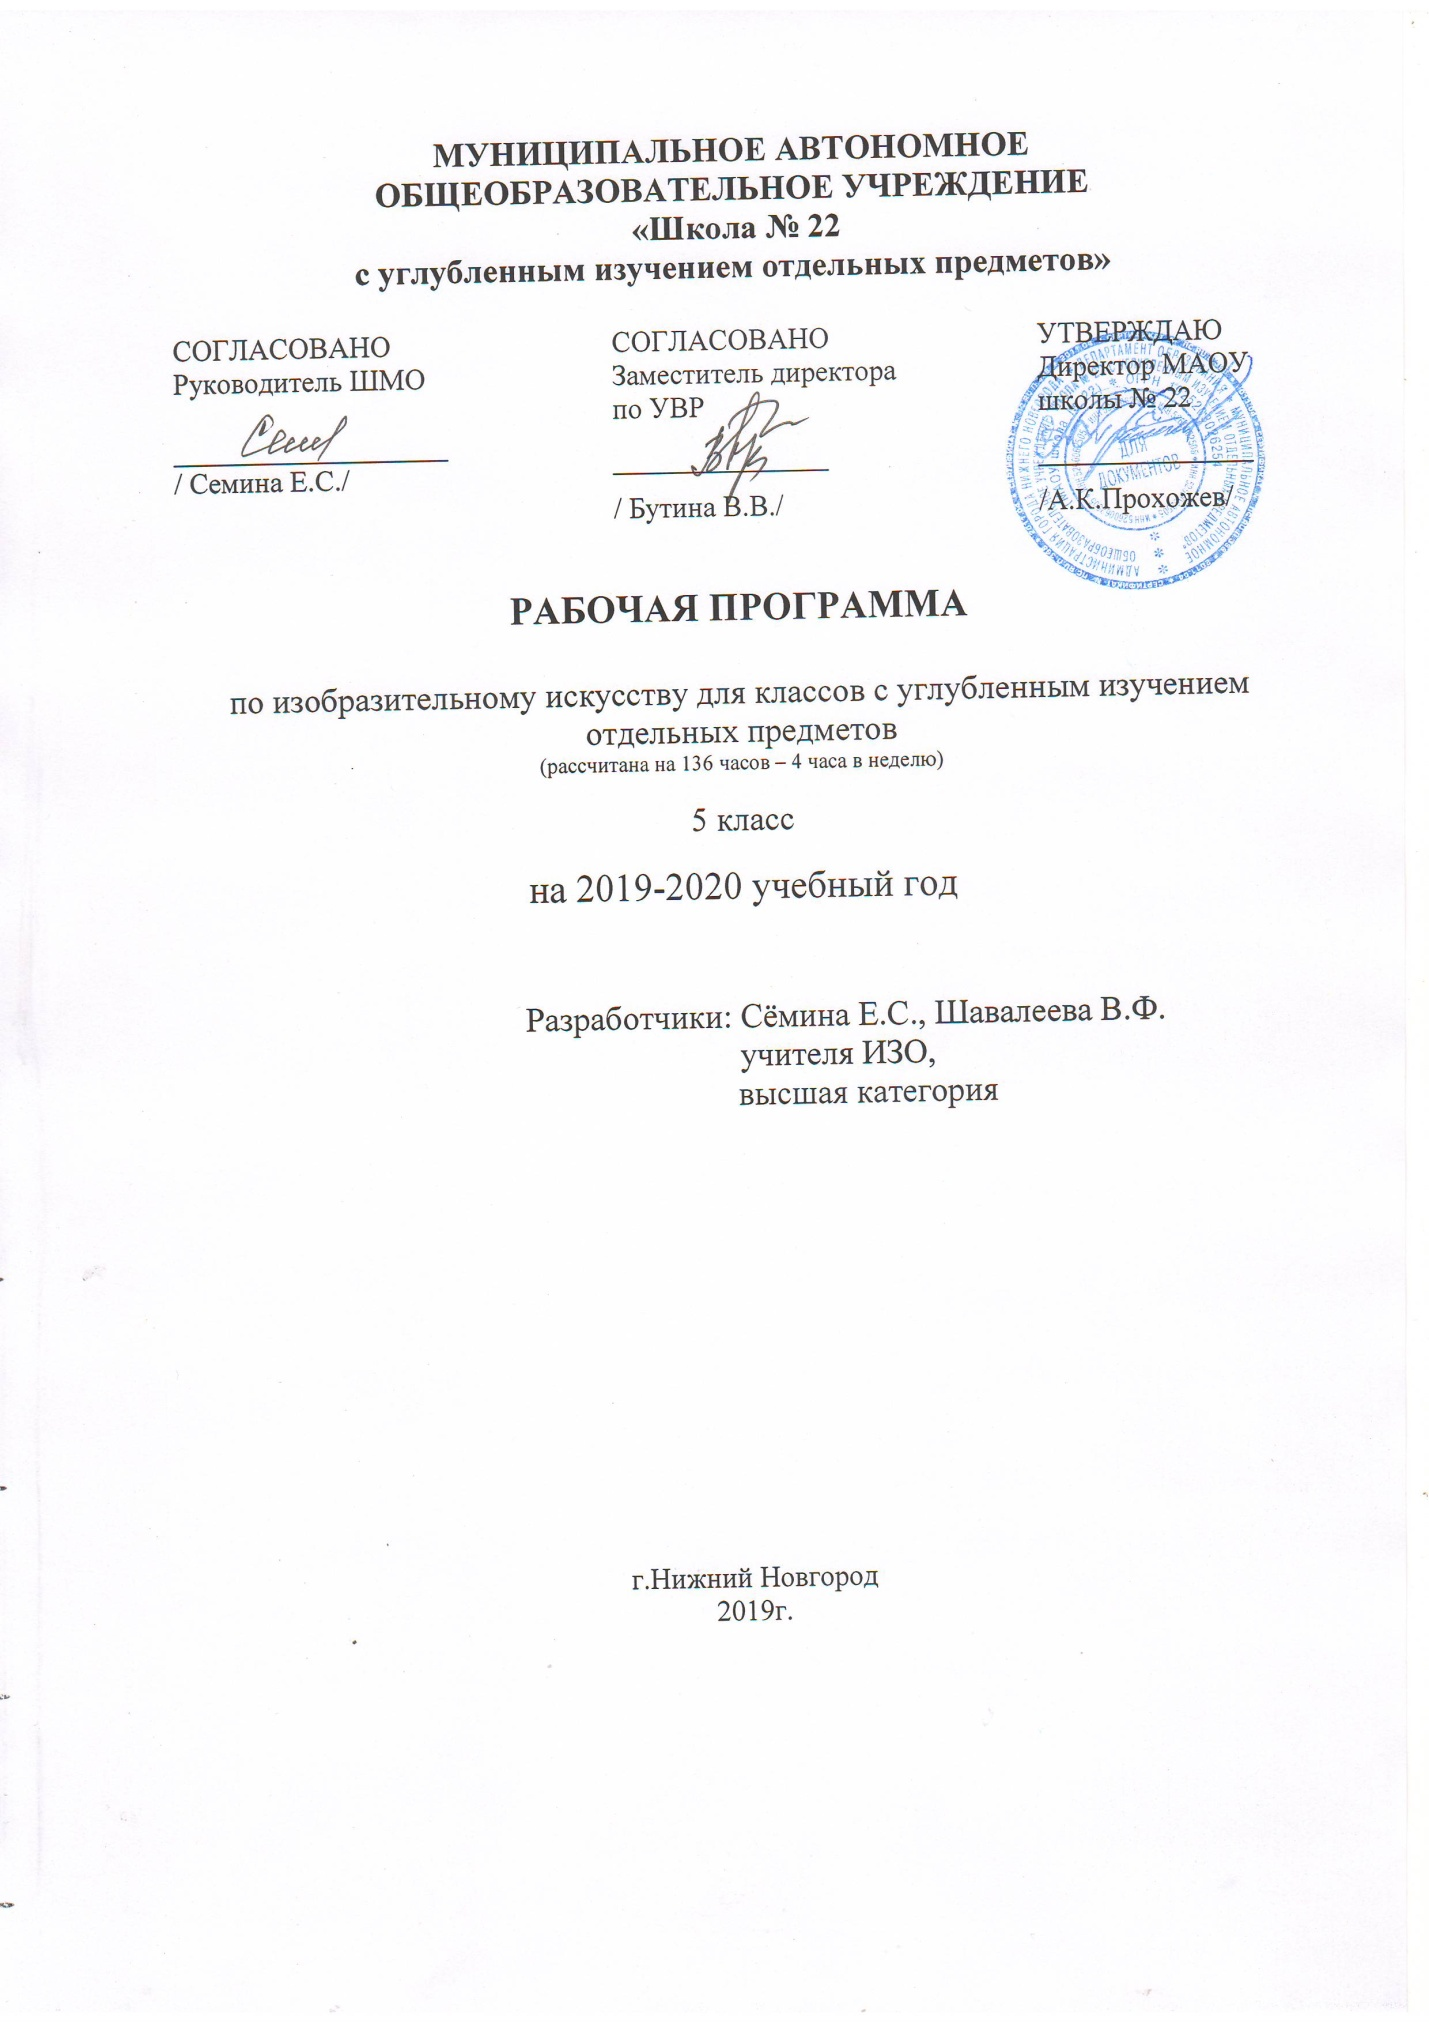 МУНИЦИПАЛЬНОЕ АВТОНОМНОЕ
ОБЩЕОБРАЗОВАТЕЛЬНОЕ УЧРЕЖДЕНИЕ
«Школа № 22
с углубленным изучением отдельных предметов»
СОГЛАСОВАНО
Руководитель ШМО
/ Семина Е.С./
СОГЛАСОВАНО
Заместитель директора
по УВР
/ Бутина В.В./
УТВЕРЖДАЮ
Директор МАОУ
школы № 22
ДЛЯ
ДОКУМЕНТОВ
/А.К.Прохожев/
РАБОЧАЯ ПРОГРАММА
по изобразительному искусству для классов с углубленным изучением
отдельных предметов
(рассчитана на 136 часов – 4 часа в неделю)
5 класс
на 2019-2020 учебный год
Разработчики: Сёмина Е.С., Шавалеева В.Ф.
учителя ИЗО,
высшая категория
г.Нижний Новгород
2019г.